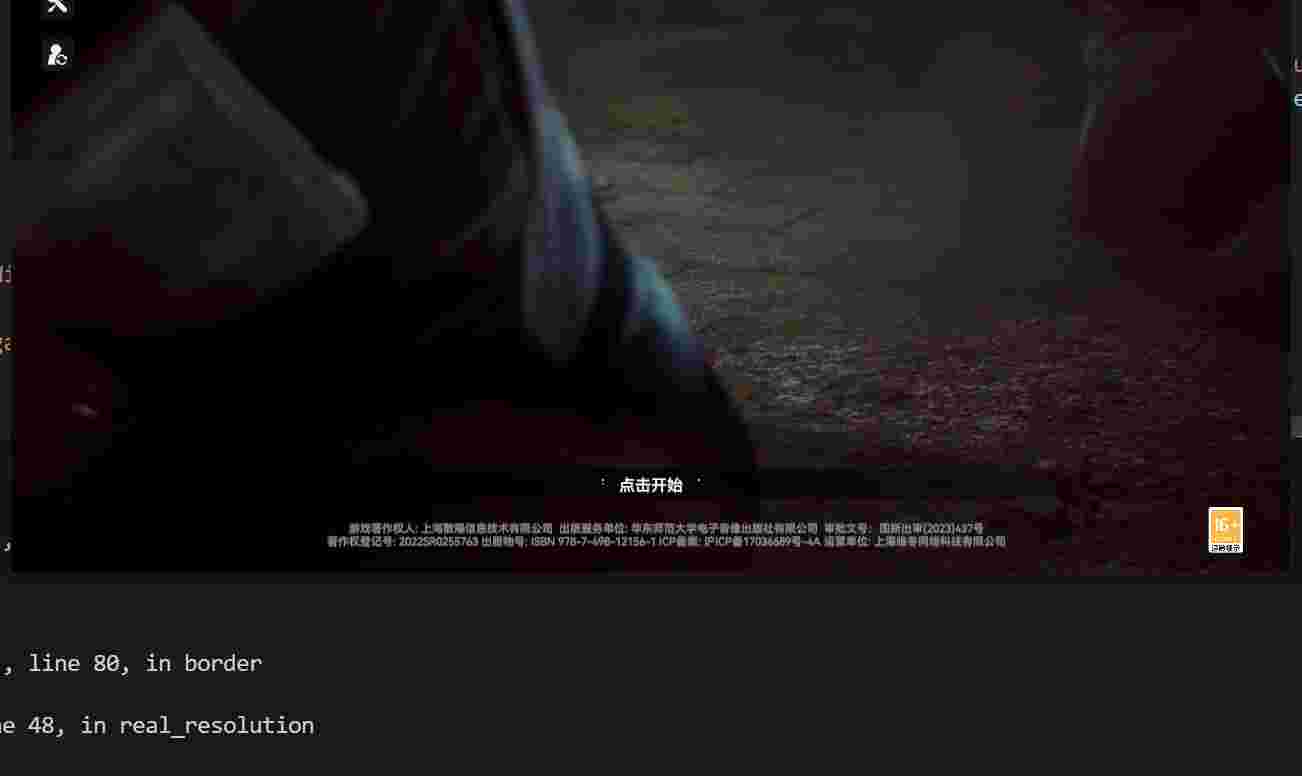 点击开始
游戏著作权人: 上海散爆信息技术有限公司 出版服务单位: 华东师范大学电子音像出版社有限公司 审批文号: 国新出审(2023)437号
著作权登记号: 2022SR0255763 出版物号: ISBN 978-7-498-12156-1 ICP备案: 沪ICP备17036689号-4A 运营单位: 上海维零网络科技有限公司
16+
适龄提示
, line 80, in border
e 48, in real_resolution